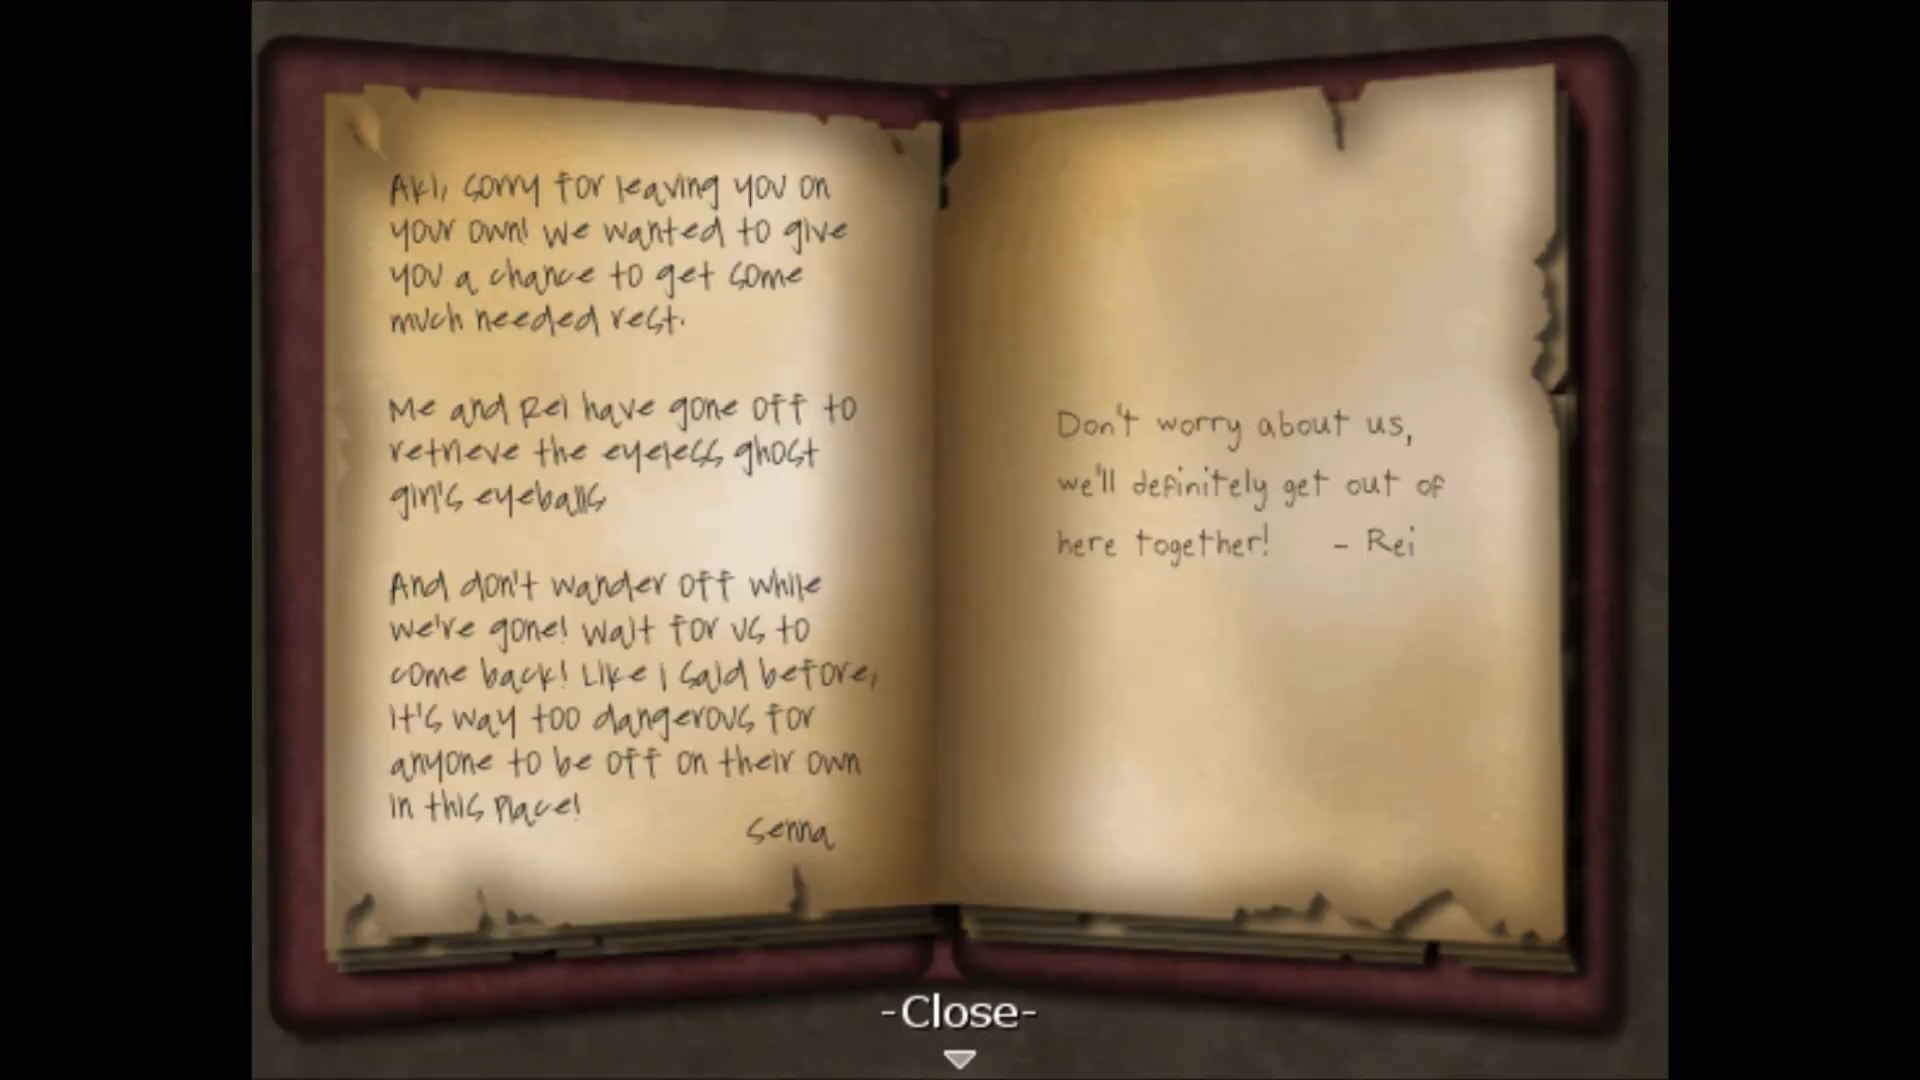 Aki, sorry for leaving you on
your own! We wanted to give
you a chance to get some
much needed rest.
Me and Rei have gone off to
retrieve the eyeless ghost
girl's eyeballs
And don't wander off while
we're gone! Wait for us to
come back! Like I said before,
it's way too dangerous for
anyone to be off on their own
in this place!
Senna
Don't worry about us,
we'll definitely get out of
here together! - Rei
-Close-